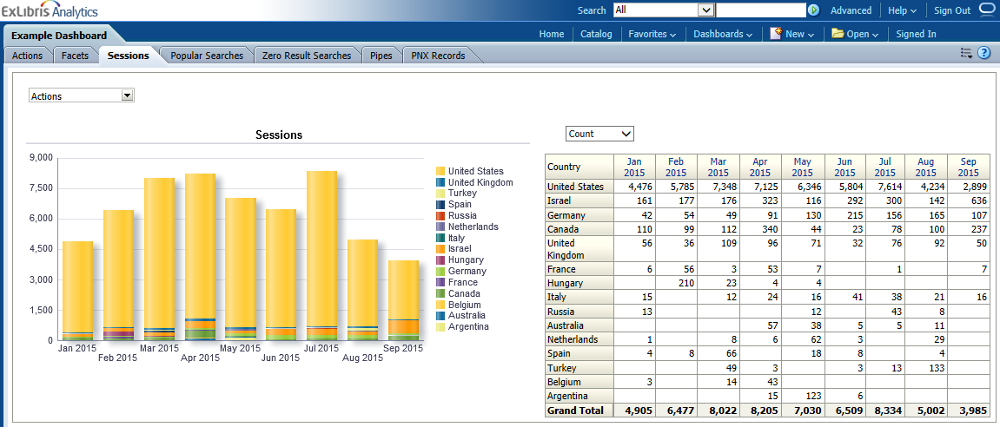 ExLibris Analytics
Search All Advanced Help Sign Out
Example Dashboard
Home Catalog Favorites Dashboards New Open Signed In
Actions Facets Sessions Popular Searches Zero Result Searches Pipes PNX Records
Actions
Sessions
9,000
7,500
6,000
4,500
3,000
1,500
0
Jan 2015
Feb 2015
Mar 2015
Apr 2015
May 2015
Jun 2015
Jul 2015
Aug 2015
Sep 2015
United States
United Kingdom
Turkey
Spain
Russia
Netherlands
Italy
Israel
Hungary
Germany
France
Canada
Belgium
Australia
Argentina
Count
Country Jan 2015 Feb 2015 Mar 2015 Apr 2015 May 2015 Jun 2015 Jul 2015 Aug 2015 Sep 2015
United States 4,476 5,785 7,348 7,125 6,346 5,804 7,614 4,234 2,899
Israel 161 177 176 323 116 292 300 142 636
Germany 42 54 49 91 130 215 156 165 107
Canada 110 99 112 340 44 23 78 100 237
United Kingdom 56 36 109 96 71 32 76 92 50
France 6 56 3 53 7 1 7
Hungary 210 23 4 4
Italy 15 12 24 16 41 38 21 16
Russia 13 12 43 8
Australia 57 38 5 5 11
Netherlands 1 8 6 62 3 29
Spain 4 8 66 18 8 4
Turkey 49 3 3 13 133
Belgium 3 14 43
Argentina 15 123 6
Grand Total 4,905 6,477 8,022 8,205 7,030 6,509 8,334 5,002 3,985